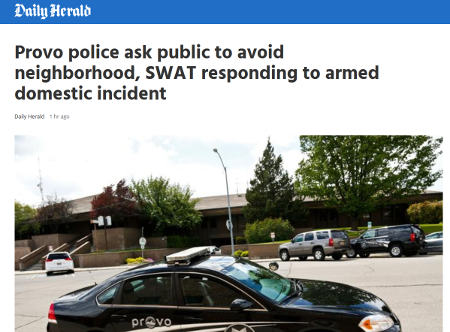 Daily Herald
Provo police ask public to avoid
neighborhood, SWAT responding to armed
domestic incident
Daily Herald 1 hr ago
provo